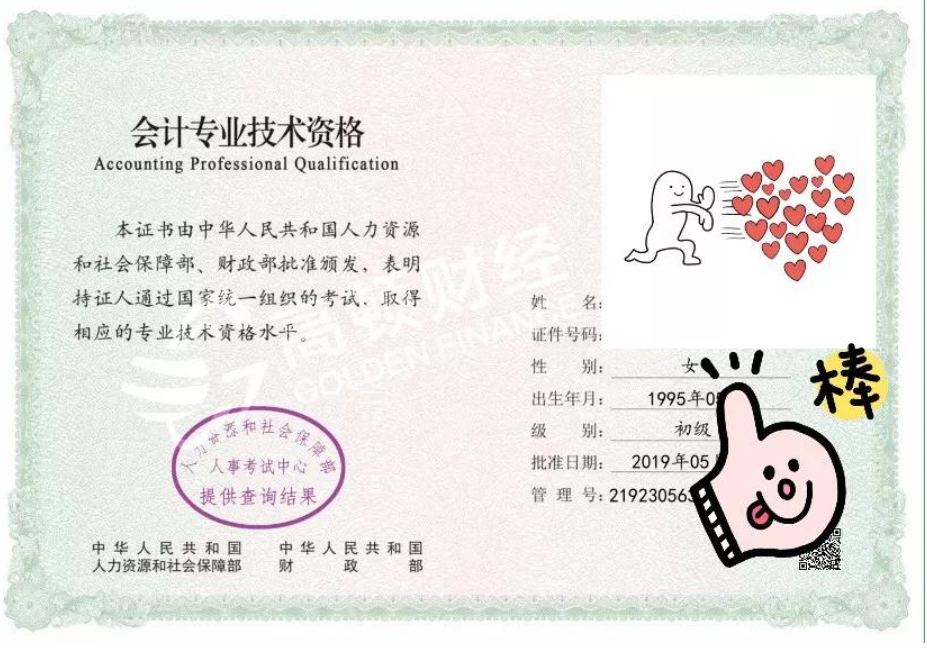 会计专业技术资格
Accounting Professional Qualification
本证书由中华人民共和国人力资源
和社会保障部、财政部批准颁发，表明
持证人通过国家统一组织的考试，取得
相应的专业技术资格水平。
高顿财经
GOLDEN FINANCE
人力资源和社会保障部
人事考试中心
提供查询结果
中华人民共和国
人力资源和社会保障部
中华人民共和国
财政部
姓名：
证件号码：
性别：女
出生年月：1995年0
级别：初级
批准日期：2019年05
管理号：21923056
棒